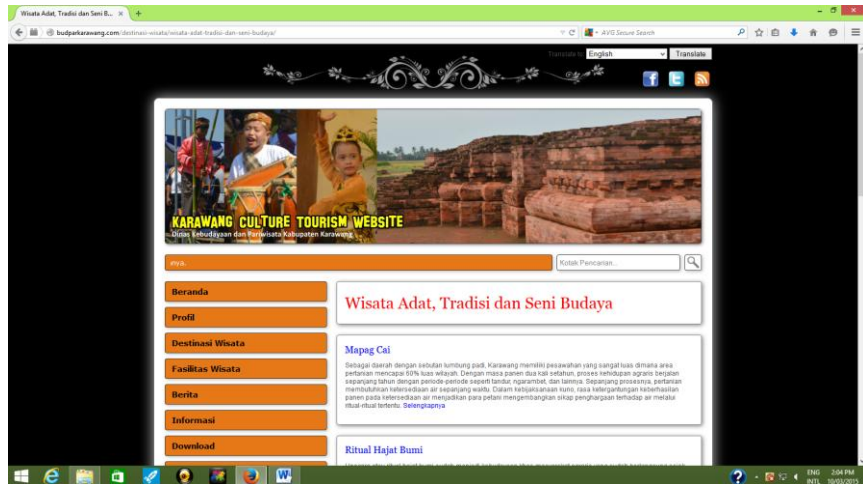 Wisata Adat, Tradisi dan Seni B...
budparkarawang.com/destinasi-wisata/wisata-adat-tradisi-dan-seni-budaya/
AVG Secure Search
Translate to: English Translate
KARAWANG CULTURE TOURISM WEBSITE
Dinas Kebudayaan dan Pariwisata Kabupaten Karawang
nya.
Kotak Pencarian...
Beranda
Profil
Destinasi Wisata
Fasilitas Wisata
Berita
Informasi
Download
Wisata Adat, Tradisi dan Seni Budaya
Mapag Cai
Sebagai daerah dengan sebutan lumbung padi, Karawang memiliki pesawahan yang sangat luas dimana area
pertanian mencapai 60% luas wilayah. Dengan masa panen dua kali setahun, proses kehidupan agraris berjalan
sepanjang tahun dengan periode-periode seperti tandur, ngarambet, dan lainnya. Sepanjang prosesnya, pertanian
membutuhkan ketersediaan air sepanjang waktu. Dalam kebijaksanaan kuno, rasa ketergantungan keberhasilan
panen pada ketersediaan air menjadikan para petani mengembangkan sikap penghargaan terhadap air melalui
ritual-ritual tertentu. Selengkapnya
Ritual Hajat Bumi
ENG 2:04 PM
INTL 10/03/2015